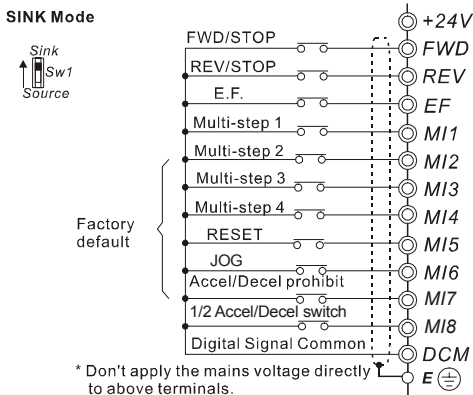 SINK Mode
Sink
Sw1
Source
+24V
FWD/STOP FWD
REV/STOP REV
E.F. EF
Multi-step 1 MI1
Multi-step 2 MI2
Multi-step 3 MI3
Multi-step 4 MI4
Factory
default
RESET MI5
JOG MI6
Accel/Decel prohibit
MI7
1/2 Accel/Decel switch MI8
Digital Signal Common DCM
* Don't apply the mains voltage directly E
to above terminals.